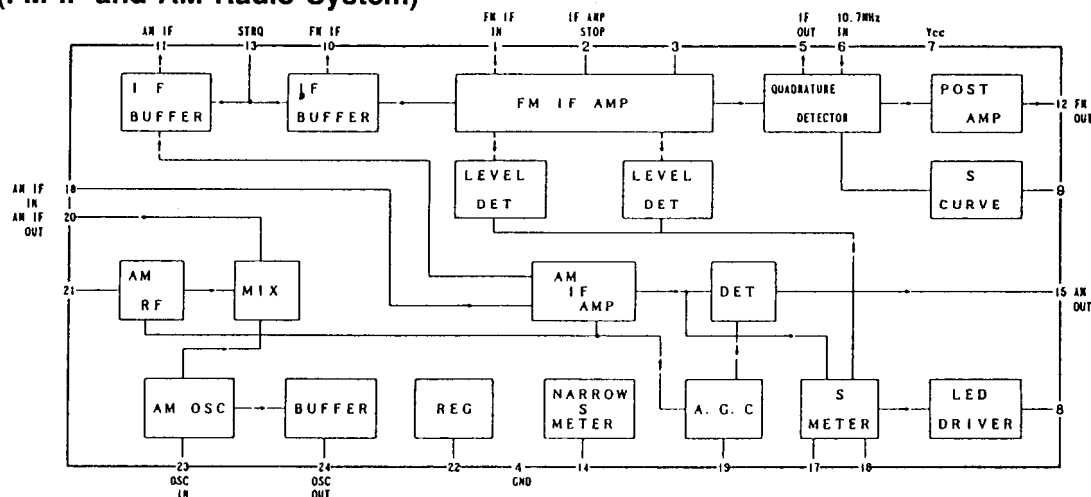 (FM IF and AM Radio System)
AM IF STRQ FM IF FM IF IN IF AMP STOP IF OUT 10.7MHz IN Vcc
11 13 10 1 2 3 5 6 7
IF BUFFER
IF BUFFER
FM IF AMP
QUADRATURE DETECTOR
POST AMP
12 FM OUT
LEVEL DET
LEVEL DET
S CURVE
9
AM IF IN 18
AM IF OUT 20
21
AM RF
MIX
AM IF AMP
DET
15 AM OUT
AM OSC
BUFFER
REG
NARROW S METER
A. G. C
S METER
LED DRIVER
8
23 24 22 4 14 19 17 18
OSC IN OSC OUT GND